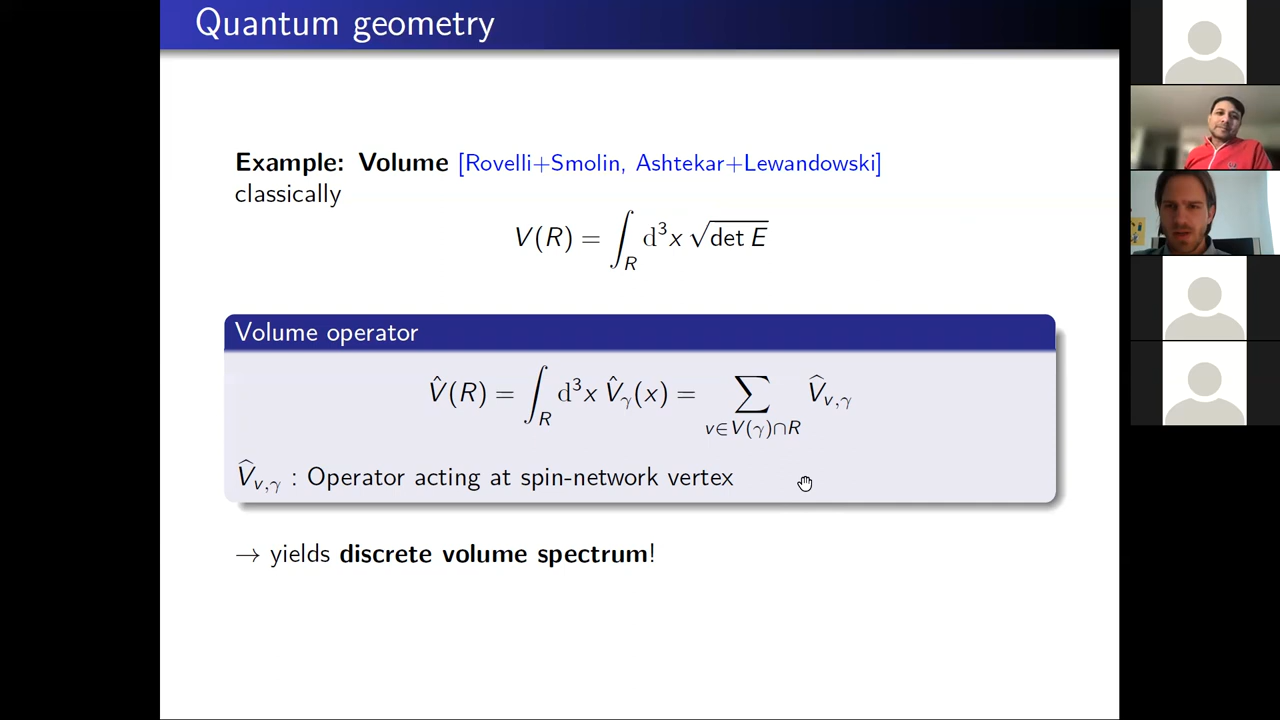 Quantum geometry
Example: Volume [Rovelli+Smolin, Ashtekar+Lewandowski]
classically
V(R) = ∫_R d³x √det E
Volume operator
V̂(R) = ∫_R d³x V̂_γ(x) = ∑_{v∈V(γ)∩R} V̂_{v,γ}
V̂_{v,γ} : Operator acting at spin-network vertex
→ yields discrete volume spectrum!